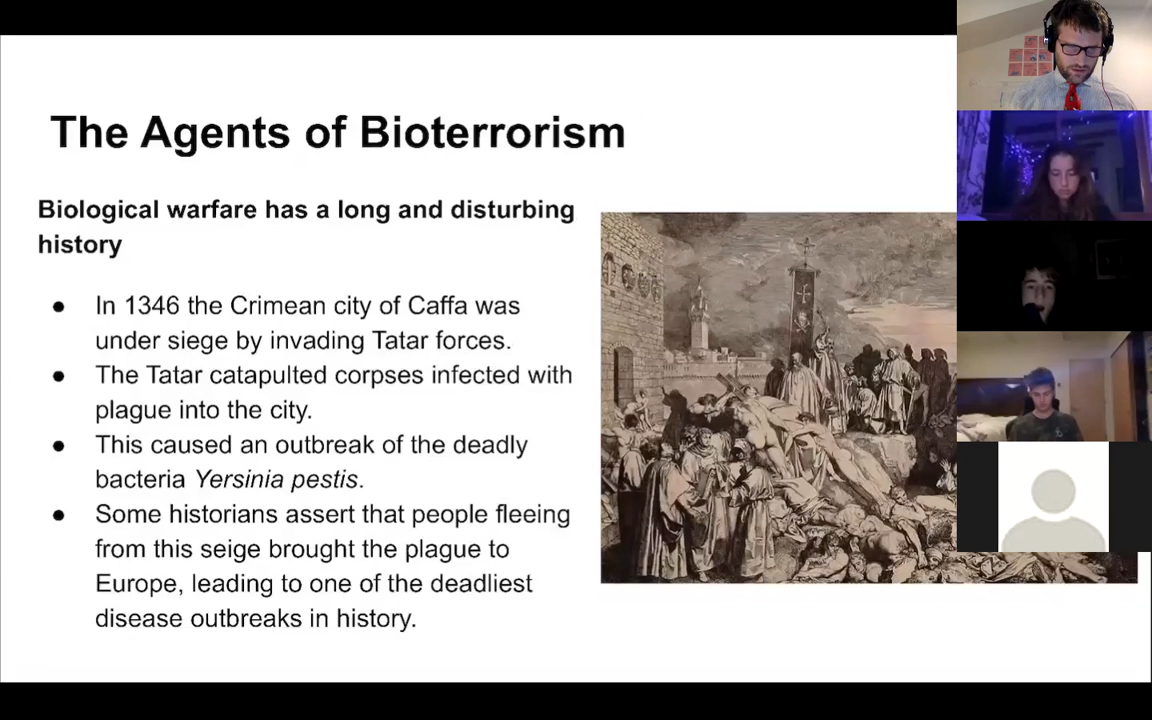 The Agents of Bioterrorism
Biological warfare has a long and disturbing
history
● In 1346 the Crimean city of Caffa was
under siege by invading Tatar forces.
● The Tatar catapulted corpses infected with
plague into the city.
● This caused an outbreak of the deadly
bacteria Yersinia pestis.
● Some historians assert that people fleeing
from this seige brought the plague to
Europe, leading to one of the deadliest
disease outbreaks in history.